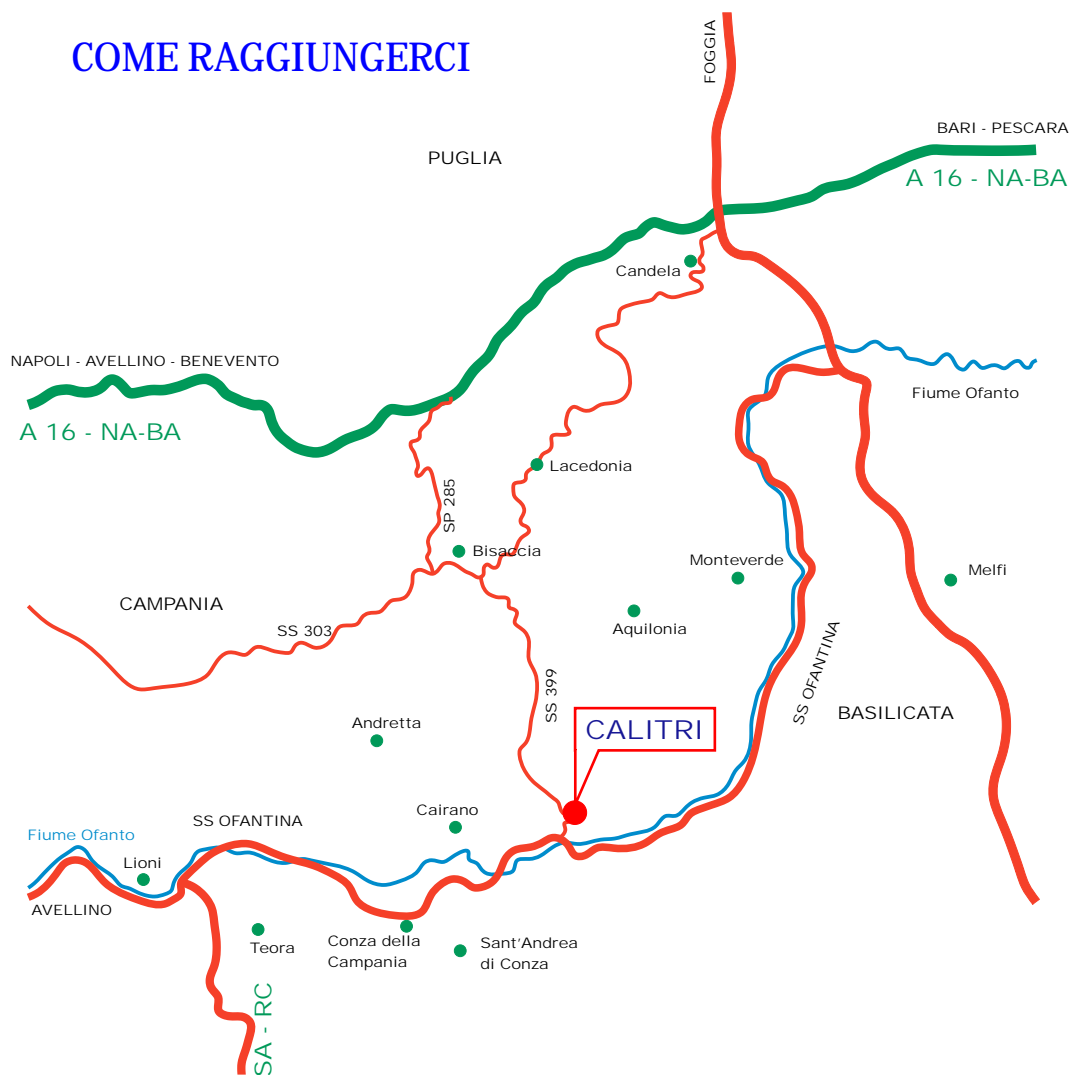 COME RAGGIUNGERCI
FOGGIA
BARI - PESCARA
PUGLIA
A 16 - NA-BA
Candela
NAPOLI - AVELLINO - BENEVENTO
Fiume Ofanto
A 16 - NA-BA
Lacedonia
SP 285
Bisaccia
Monteverde
Melfi
CAMPANIA
Aquilonia
SS 303
SS OFANTINA
SS 399
BASILICATA
Andretta
CALITRI
Cairano
SS OFANTINA
Fiume Ofanto
Lioni
AVELLINO
Teora
Conza della
Campania
Sant'Andrea
di Conza
SA - RC